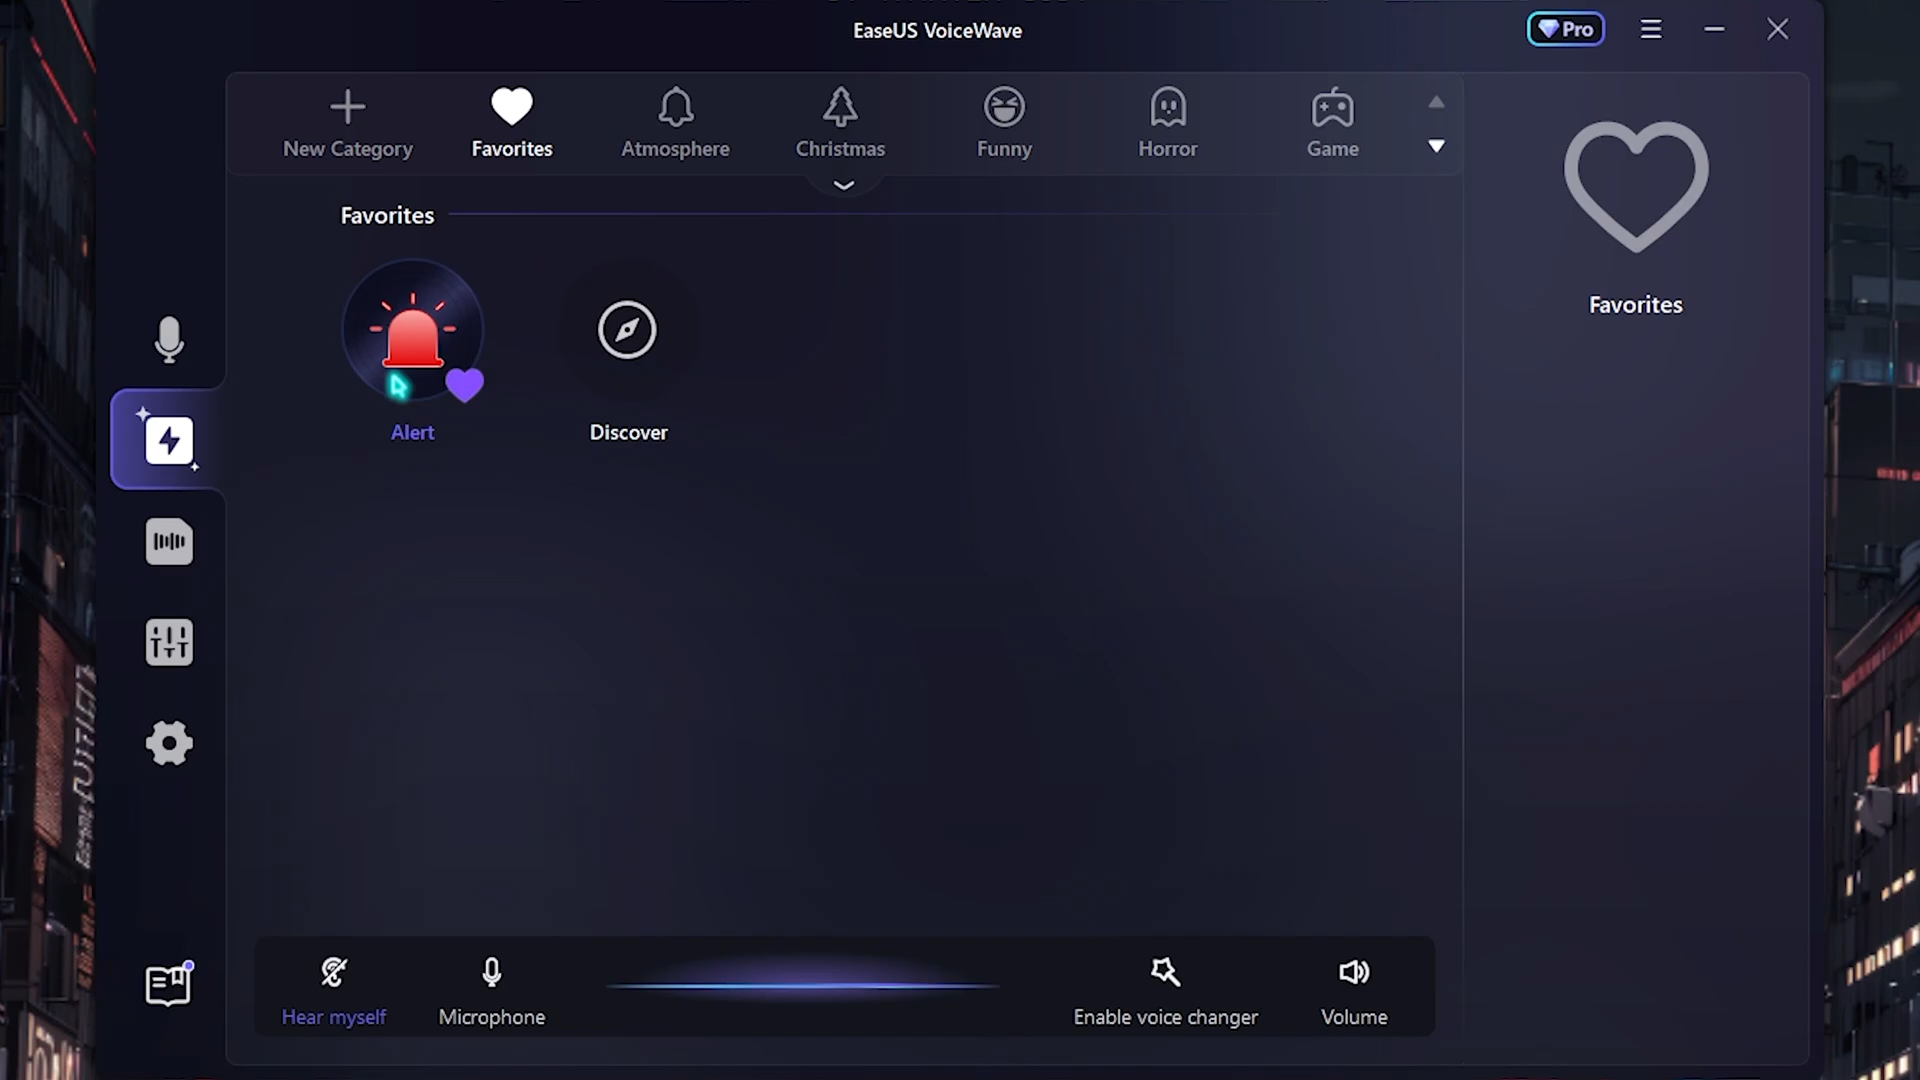 EaseUS VoiceWave
Pro
New Category
Favorites
Atmosphere
Christmas
Funny
Horror
Game
Favorites
Favorites
Alert
Discover
Hear myself
Microphone
Enable voice changer
Volume